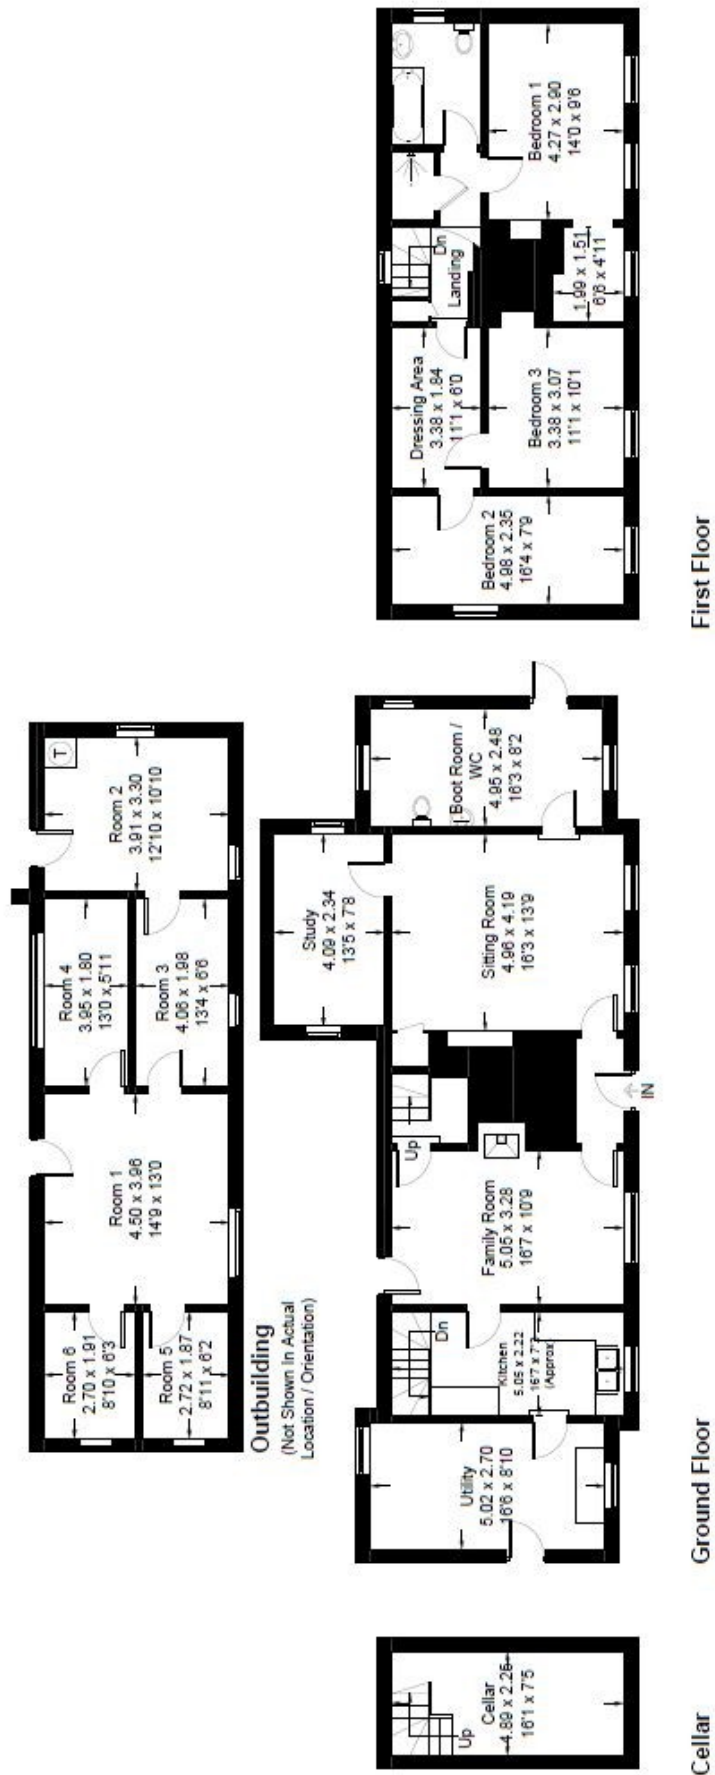 Room 6
2.70 x 1.91
8'10 x 6'3
Room 5
2.72 x 1.87
8'11 x 6'2
Room 1
4.50 x 3.96
14'9 x 13'0
Room 4
3.95 x 1.80
13'0 x 5'11
Room 3
4.06 x 1.98
13'4 x 6'6
Room 2
3.91 x 3.30
12'10 x 10'10
T
Outbuilding
(Not Shown In Actual
Location / Orientation)
Up
Cellar
4.89 x 2.26
16'1 x 7'5
Cellar
Utility
5.02 x 2.70
16'6 x 8'10
Dn
Kitchen
5.05 x 2.22
16'7 x 7'3
(Approx)
Family Room
5.05 x 3.28
16'7 x 10'9
Up
IN
Study
4.09 x 2.34
13'5 x 7'8
Sitting Room
4.96 x 4.19
16'3 x 13'9
Boot Room /
WC
4.95 x 2.48
16'3 x 8'2
Ground Floor
Bedroom 2
4.98 x 2.35
16'4 x 7'9
Dressing Area
3.38 x 1.84
11'1 x 6'0
Bedroom 3
3.38 x 3.07
11'1 x 10'1
Dn
Landing
1.99 x 1.51
6'6 x 4'11
Bedroom 1
4.27 x 2.90
14'0 x 9'6
First Floor